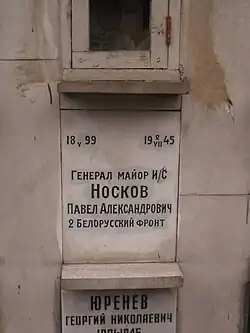 18 V 99 19 2 VII 45
ГЕНЕРАЛ МАЙОР И/С
НОСКОВ
ПАВЕЛ АЛЕКСАНДРОВИЧ
2 БЕЛОРУССКИЙ ФРОНТ
ЮРЕНЕВ
ГЕОРГИЙ НИКОЛАЕВИЧ